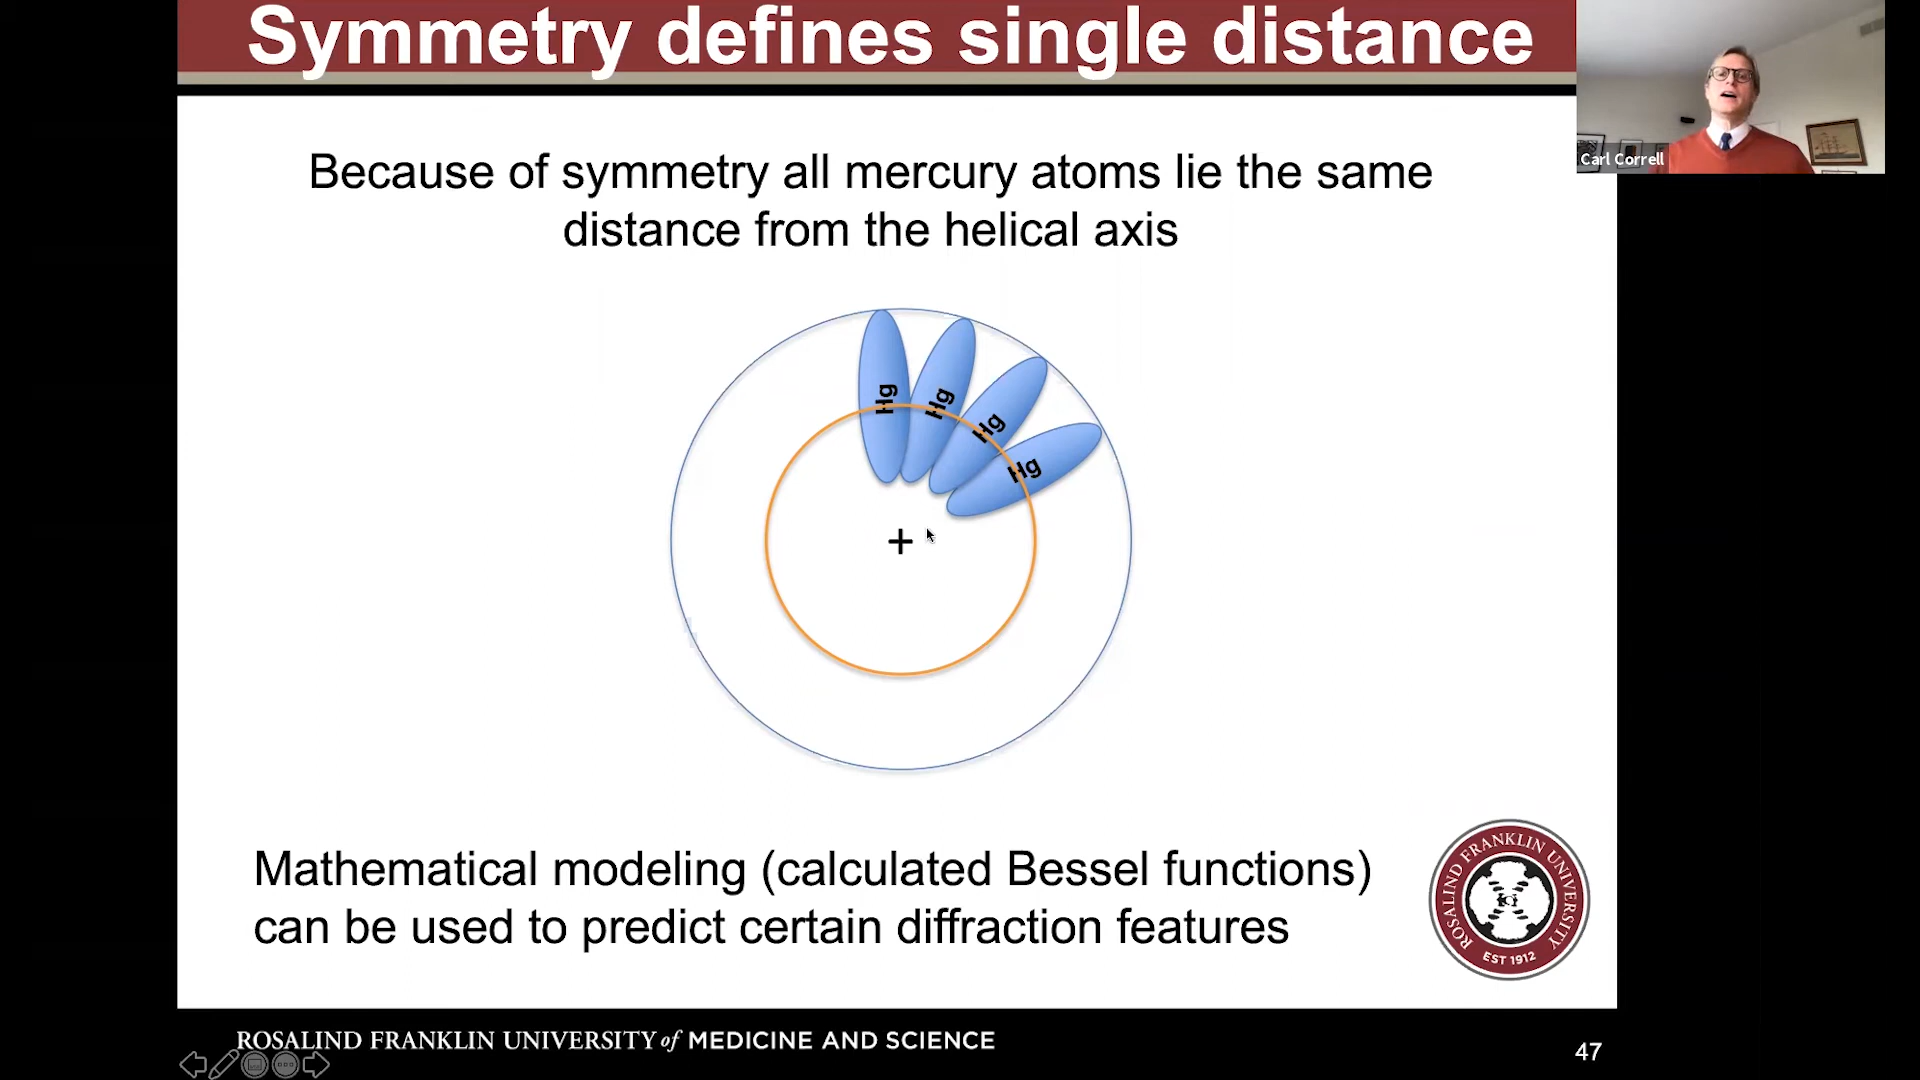 Symmetry defines single distance
Carl Correll
Because of symmetry all mercury atoms lie the same
distance from the helical axis
Hg
Hg
Hg
Hg
+
Mathematical modeling (calculated Bessel functions)
can be used to predict certain diffraction features
ROSALIND FRANKLIN UNIVERSITY
EST 1912
ROSALIND FRANKLIN UNIVERSITY of MEDICINE AND SCIENCE
47